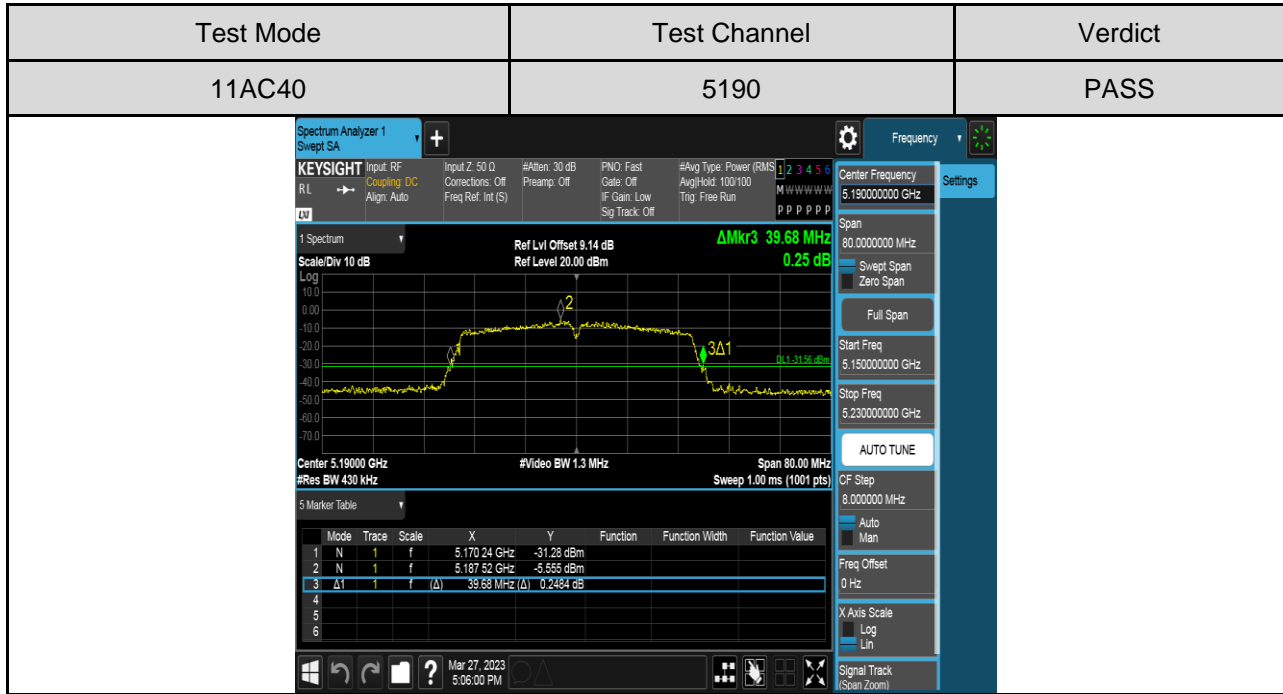 Test Mode Test Channel Verdict
11AC40 5190 PASS
Spectrum Analyzer 1
Swept SA
+
Frequency
KEYSIGHT Input: RF Input Z: 50 Ω #Atten: 30 dB PNO: Fast #Avg Type: Power (RMS 1 2 3 4 5 6
RL Coupling: DC Corrections: Off Preamp: Off Gate: Off Avg|Hold: 100/100 M W W W W W
Align: Auto Freq Ref: Int (S) IF Gain: Low Trig: Free Run
LXI Sig Track: Off P P P P P P
1 Spectrum
Ref Lvl Offset 9.14 dB ΔMkr3 39.68 MHz
Scale/Div 10 dB Ref Level 20.00 dBm 0.25 dB
Log
10.0
0.00
-10.0
-20.0
-30.0
-40.0
-50.0
-60.0
-70.0
2
3Δ1
DL1 -31.56 dBm
Center 5.19000 GHz #Video BW 1.3 MHz Span 80.00 MHz
#Res BW 430 kHz Sweep 1.00 ms (1001 pts)
5 Marker Table
Mode Trace Scale X Y Function Function Width Function Value
1 N 1 f 5.170 24 GHz -31.28 dBm
2 N 1 f 5.187 52 GHz -5.555 dBm
3 Δ1 1 f (Δ) 39.68 MHz (Δ) 0.2484 dB
4
5
6
Mar 27, 2023
5:06:00 PM
?
Center Frequency
5.190000000 GHz
Settings
Span
80.0000000 MHz
Swept Span
Zero Span
Full Span
Start Freq
5.150000000 GHz
Stop Freq
5.230000000 GHz
AUTO TUNE
CF Step
8.000000 MHz
Auto
Man
Freq Offset
0 Hz
X Axis Scale
Log
Lin
Signal Track
(Span Zoom)